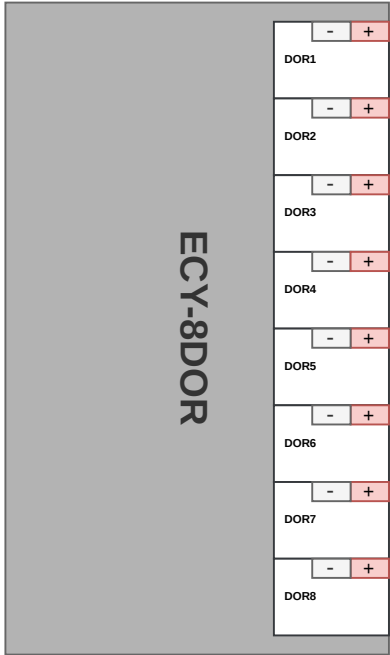 - +
DOR1
- +
DOR2
- +
DOR3
- +
DOR4
ECY-8DOR
- +
DOR5
- +
DOR6
- +
DOR7
- +
DOR8